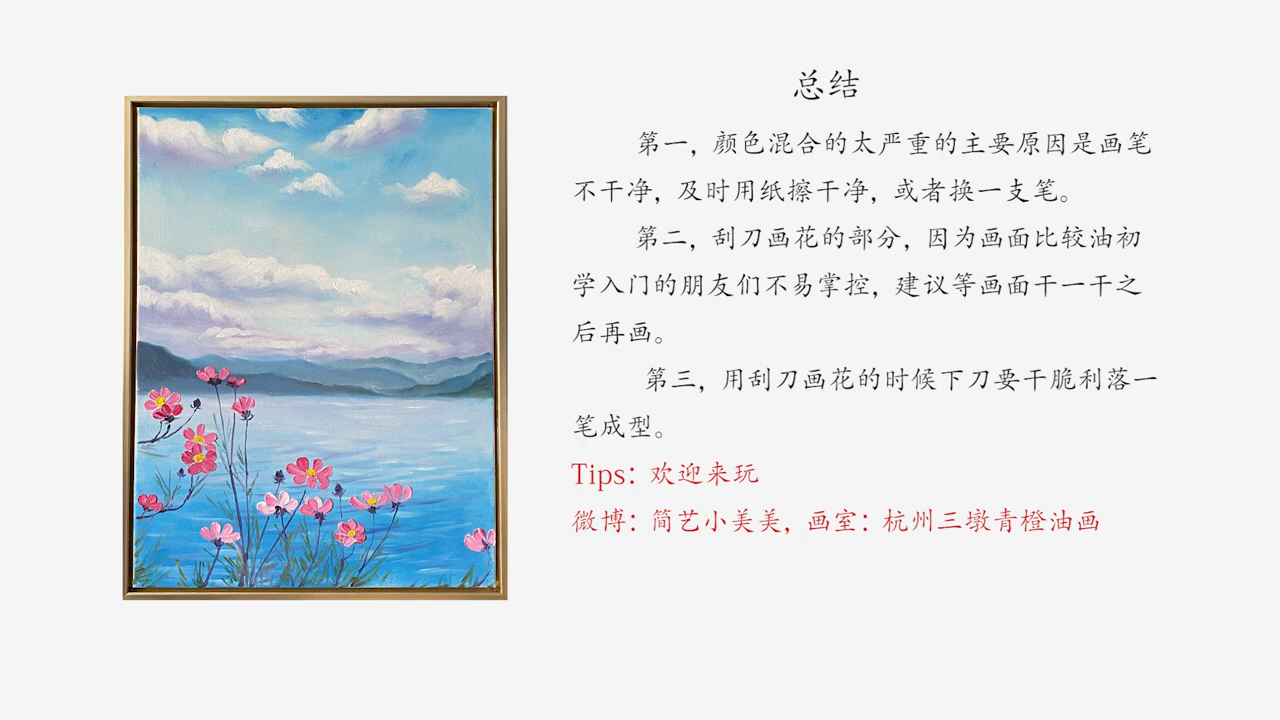 总结
第一，颜色混合的太严重的主要原因是画笔
不干净，及时用纸擦干净，或者换一支笔。
第二，刮刀画花的部分，因为画面比较油初
学入门的朋友们不易掌控，建议等画面干一干之
后再画。
第三，用刮刀画花的时候下刀要干脆利落一
笔成型。
Tips：欢迎来玩
微博：简艺小美美，画室：杭州三墩青橙油画